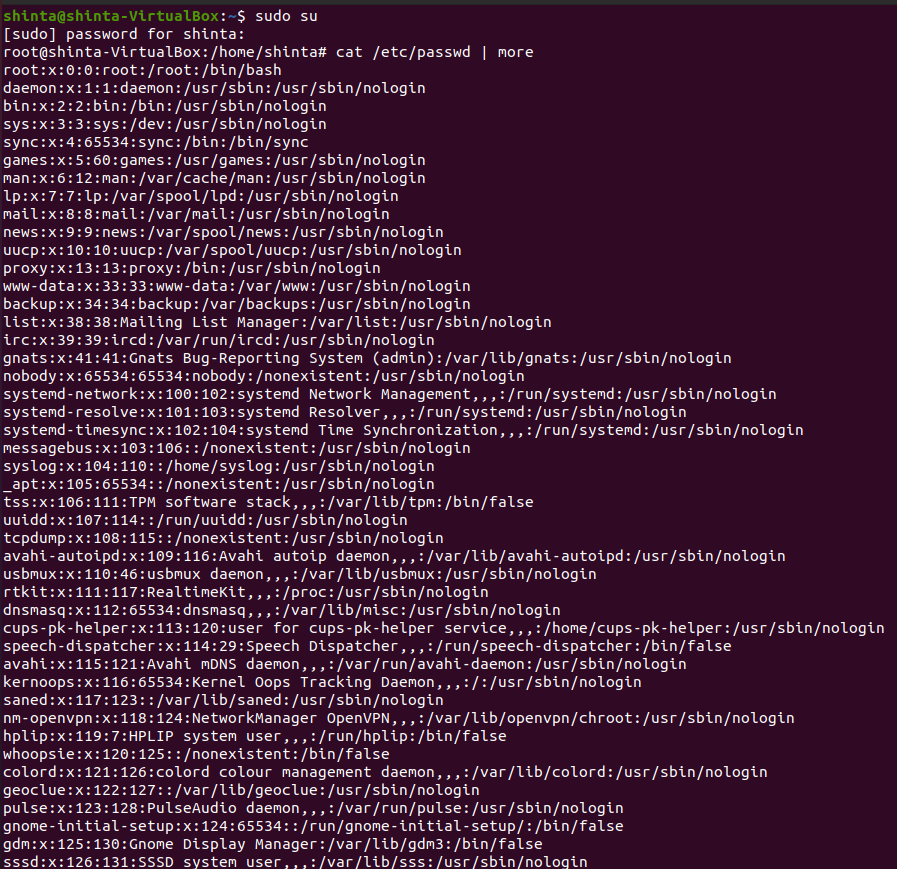 shinta@shinta-VirtualBox:~$ sudo su
[sudo] password for shinta:
root@shinta-VirtualBox:/home/shinta# cat /etc/passwd | more
root:x:0:0:root:/root:/bin/bash
daemon:x:1:1:daemon:/usr/sbin:/usr/sbin/nologin
bin:x:2:2:bin:/bin:/usr/sbin/nologin
sys:x:3:3:sys:/dev:/usr/sbin/nologin
sync:x:4:65534:sync:/bin:/bin/sync
games:x:5:60:games:/usr/games:/usr/sbin/nologin
man:x:6:12:man:/var/cache/man:/usr/sbin/nologin
lp:x:7:7:lp:/var/spool/lpd:/usr/sbin/nologin
mail:x:8:8:mail:/var/mail:/usr/sbin/nologin
news:x:9:9:news:/var/spool/news:/usr/sbin/nologin
uucp:x:10:10:uucp:/var/spool/uucp:/usr/sbin/nologin
proxy:x:13:13:proxy:/bin:/usr/sbin/nologin
www-data:x:33:33:www-data:/var/www:/usr/sbin/nologin
backup:x:34:34:backup:/var/backups:/usr/sbin/nologin
list:x:38:38:Mailing List Manager:/var/list:/usr/sbin/nologin
irc:x:39:39:ircd:/var/run/ircd:/usr/sbin/nologin
gnats:x:41:41:Gnats Bug-Reporting System (admin):/var/lib/gnats:/usr/sbin/nologin
nobody:x:65534:65534:nobody:/nonexistent:/usr/sbin/nologin
systemd-network:x:100:102:systemd Network Management,,,:/run/systemd:/usr/sbin/nologin
systemd-resolve:x:101:103:systemd Resolver,,,:/run/systemd:/usr/sbin/nologin
systemd-timesync:x:102:104:systemd Time Synchronization,,,:/run/systemd:/usr/sbin/nologin
messagebus:x:103:106::/nonexistent:/usr/sbin/nologin
syslog:x:104:110::/home/syslog:/usr/sbin/nologin
_apt:x:105:65534::/nonexistent:/usr/sbin/nologin
tss:x:106:111:TPM software stack,,,:/var/lib/tpm:/bin/false
uuidd:x:107:114::/run/uuidd:/usr/sbin/nologin
tcpdump:x:108:115::/nonexistent:/usr/sbin/nologin
avahi-autoipd:x:109:116:Avahi autoip daemon,,,:/var/lib/avahi-autoipd:/usr/sbin/nologin
usbmux:x:110:46:usbmux daemon,,,:/var/lib/usbmux:/usr/sbin/nologin
rtkit:x:111:117:RealtimeKit,,,:/proc:/usr/sbin/nologin
dnsmasq:x:112:65534:dnsmasq,,,:/var/lib/misc:/usr/sbin/nologin
cups-pk-helper:x:113:120:user for cups-pk-helper service,,,:/home/cups-pk-helper:/usr/sbin/nologin
speech-dispatcher:x:114:29:Speech Dispatcher,,,:/run/speech-dispatcher:/bin/false
avahi:x:115:121:Avahi mDNS daemon,,,:/var/run/avahi-daemon:/usr/sbin/nologin
kernoops:x:116:65534:Kernel Oops Tracking Daemon,,,:/:/usr/sbin/nologin
saned:x:117:123::/var/lib/saned:/usr/sbin/nologin
nm-openvpn:x:118:124:NetworkManager OpenVPN,,,:/var/lib/openvpn/chroot:/usr/sbin/nologin
hplip:x:119:7:HPLIP system user,,,:/run/hplip:/bin/false
whoopsie:x:120:125::/nonexistent:/bin/false
colord:x:121:126:colord colour management daemon,,,:/var/lib/colord:/usr/sbin/nologin
geoclue:x:122:127::/var/lib/geoclue:/usr/sbin/nologin
pulse:x:123:128:PulseAudio daemon,,,:/var/run/pulse:/usr/sbin/nologin
gnome-initial-setup:x:124:65534::/run/gnome-initial-setup/:/bin/false
gdm:x:125:130:Gnome Display Manager:/var/lib/gdm3:/bin/false
sssd:x:126:131:SSSD system user,,,:/var/lib/sss:/usr/sbin/nologin